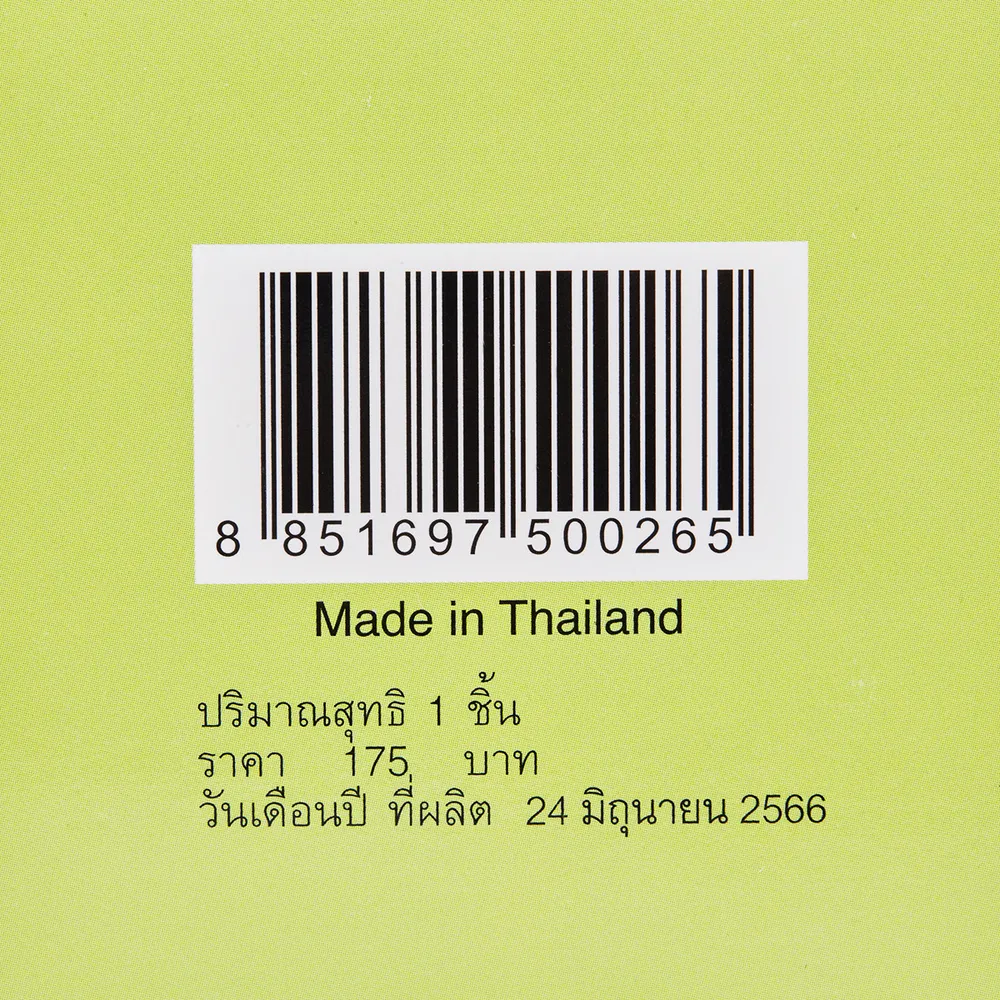 8 851697 500265
Made in Thailand
ปริมาณสุทธิ 1 ชิ้น
ราคา 175 บาท
วันเดือนปี ที่ผลิต 24 มิถุนายน 2566